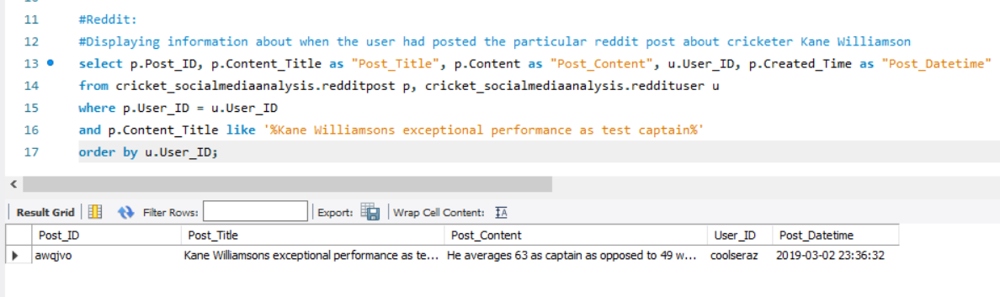 11 #Reddit:
12 #Displaying information about when the user had posted the particular reddit post about cricketer Kane Williamson
13 select p.Post_ID, p.Content_Title as "Post_Title", p.Content as "Post_Content", u.User_ID, p.Created_Time as "Post_Datetime"
14 from cricket_socialmediaanalysis.redditpost p, cricket_socialmediaanalysis.reddituser u
15 where p.User_ID = u.User_ID
16 and p.Content_Title like '%Kane Williamsons exceptional performance as test captain%'
17 order by u.User_ID;
Result Grid Filter Rows: Export: Wrap Cell Content:
Post_ID Post_Title Post_Content User_ID Post_Datetime
awqjvo Kane Williamsons exceptional performance as te... He averages 63 as captain as opposed to 49 w... coolseraz 2019-03-02 23:36:32